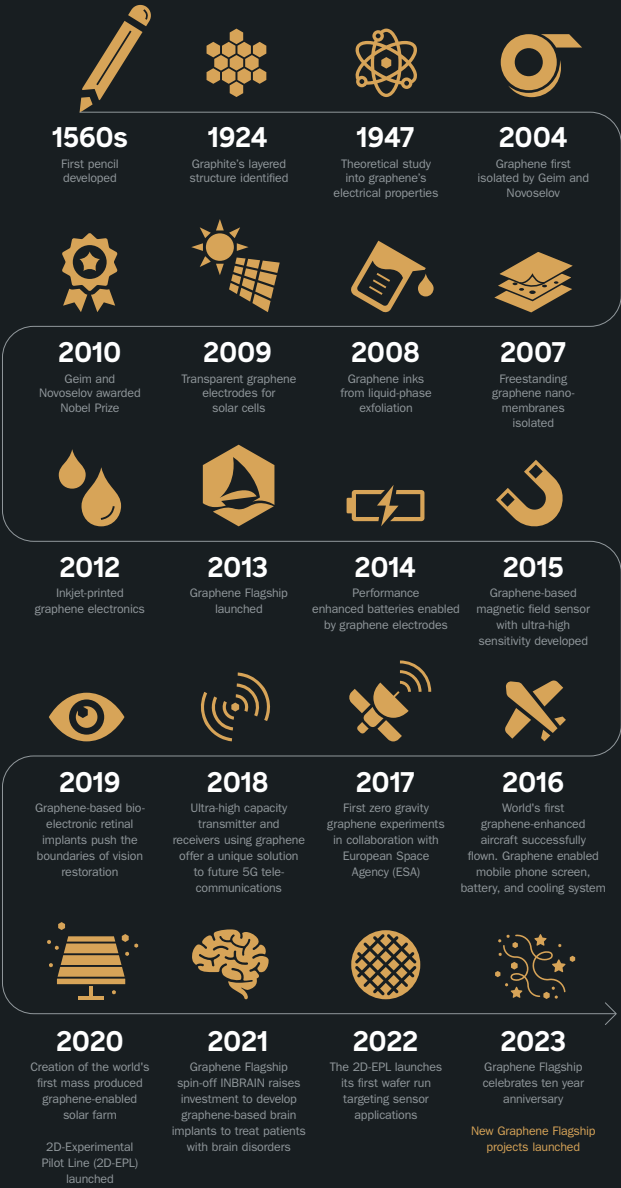 1560s
First pencil
developed
1924
Graphite's layered
structure identified
1947
Theoretical study
into graphene's
electrical properties
2004
Graphene first
isolated by Geim and
Novoselov
2010
Geim and
Novoselov awarded
Nobel Prize
2009
Transparent graphene
electrodes for
solar cells
2008
Graphene inks
from liquid-phase
exfoliation
2007
Freestanding
graphene nano-
membranes
isolated
2012
Inkjet-printed
graphene electronics
2013
Graphene Flagship
launched
2014
Performance
enhanced batteries enabled
by graphene electrodes
2015
Graphene-based
magnetic field sensor
with ultra-high
sensitivity developed
2019
Graphene-based bio-
electronic retinal
implants push the
boundaries of vision
restoration
2018
Ultra-high capacity
transmitter and
receivers using graphene
offer a unique solution
to future 5G tele-
communications
2017
First zero gravity
graphene experiments
in collaboration with
European Space
Agency (ESA)
2016
World's first
graphene-enhanced
aircraft successfully
flown. Graphene enabled
mobile phone screen,
battery, and cooling system
2020
Creation of the world's
first mass produced
graphene-enabled
solar farm
2D-Experimental
Pilot Line (2D-EPL)
launched
2021
Graphene Flagship
spin-off INBRAIN raises
investment to develop
graphene-based brain
implants to treat patients
with brain disorders
2022
The 2D-EPL launches
its first wafer run
targeting sensor
applications
2023
Graphene Flagship
celebrates ten year
anniversary
New Graphene Flagship
projects launched